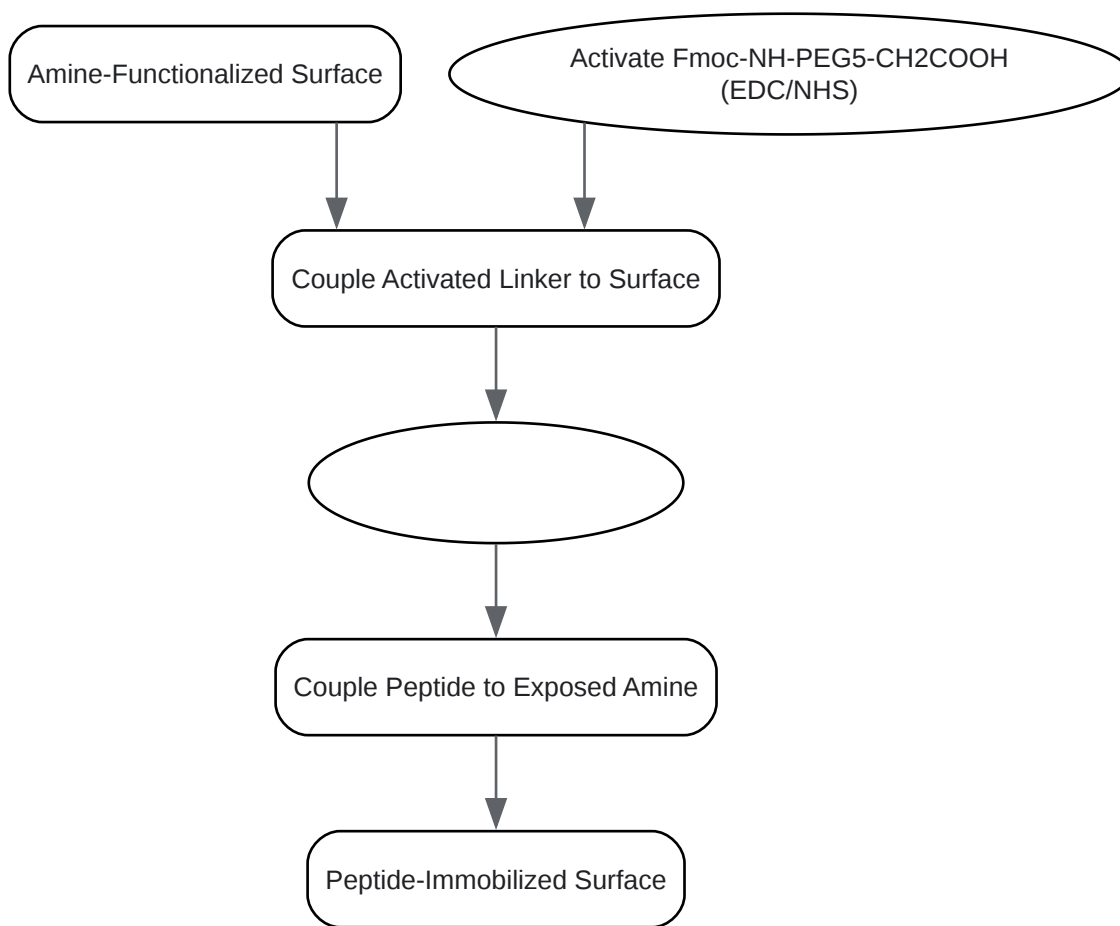 Amine-Functionalized Surface
Activate Fmoc-NH-PEG5-CH2COOH
(EDC/NHS)
Couple Activated Linker to Surface
Couple Peptide to Exposed Amine
Peptide-Immobilized Surface